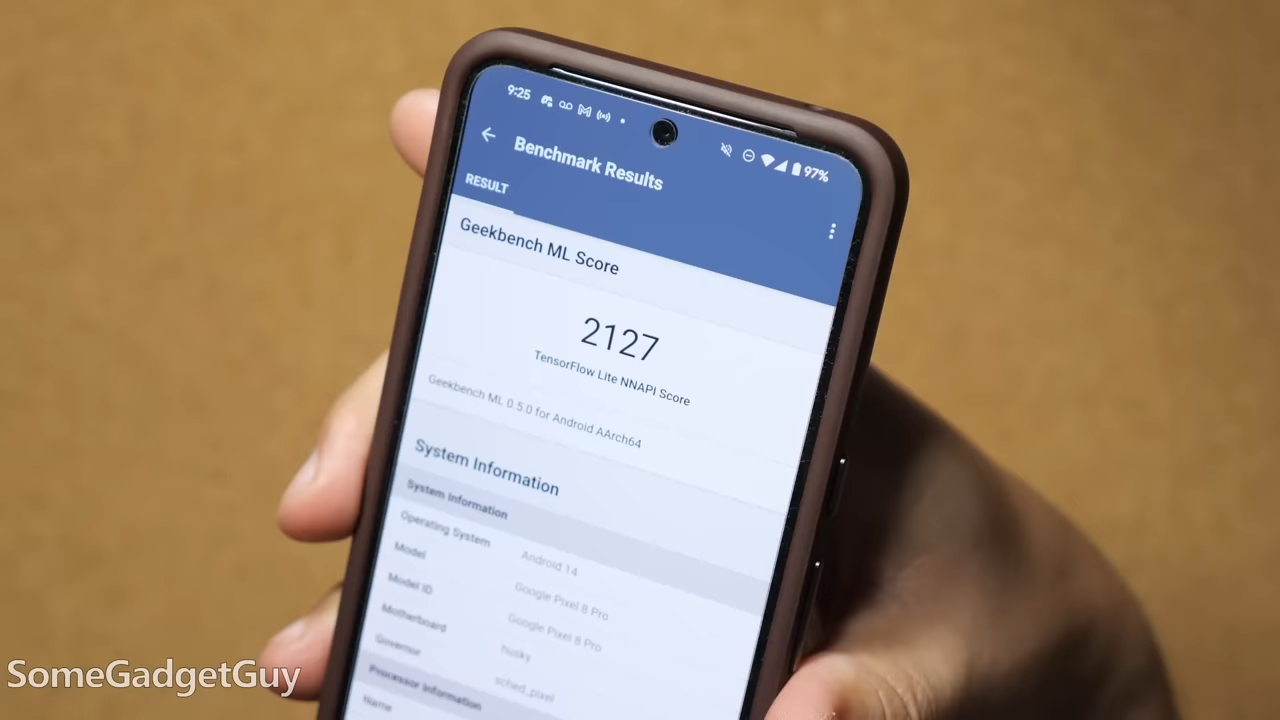 9:25
97%
Benchmark Results
RESULT
Geekbench ML Score
2127
TensorFlow Lite NNAPI Score
Geekbench ML 0.5.0 for Android AArch64
System Information
System Information
Operating System Android 14
Model Google Pixel 8 Pro
Model ID Google Pixel 8 Pro
Motherboard husky
Governor sched_pixel
Processor Information
Name
SomeGadgetGuy